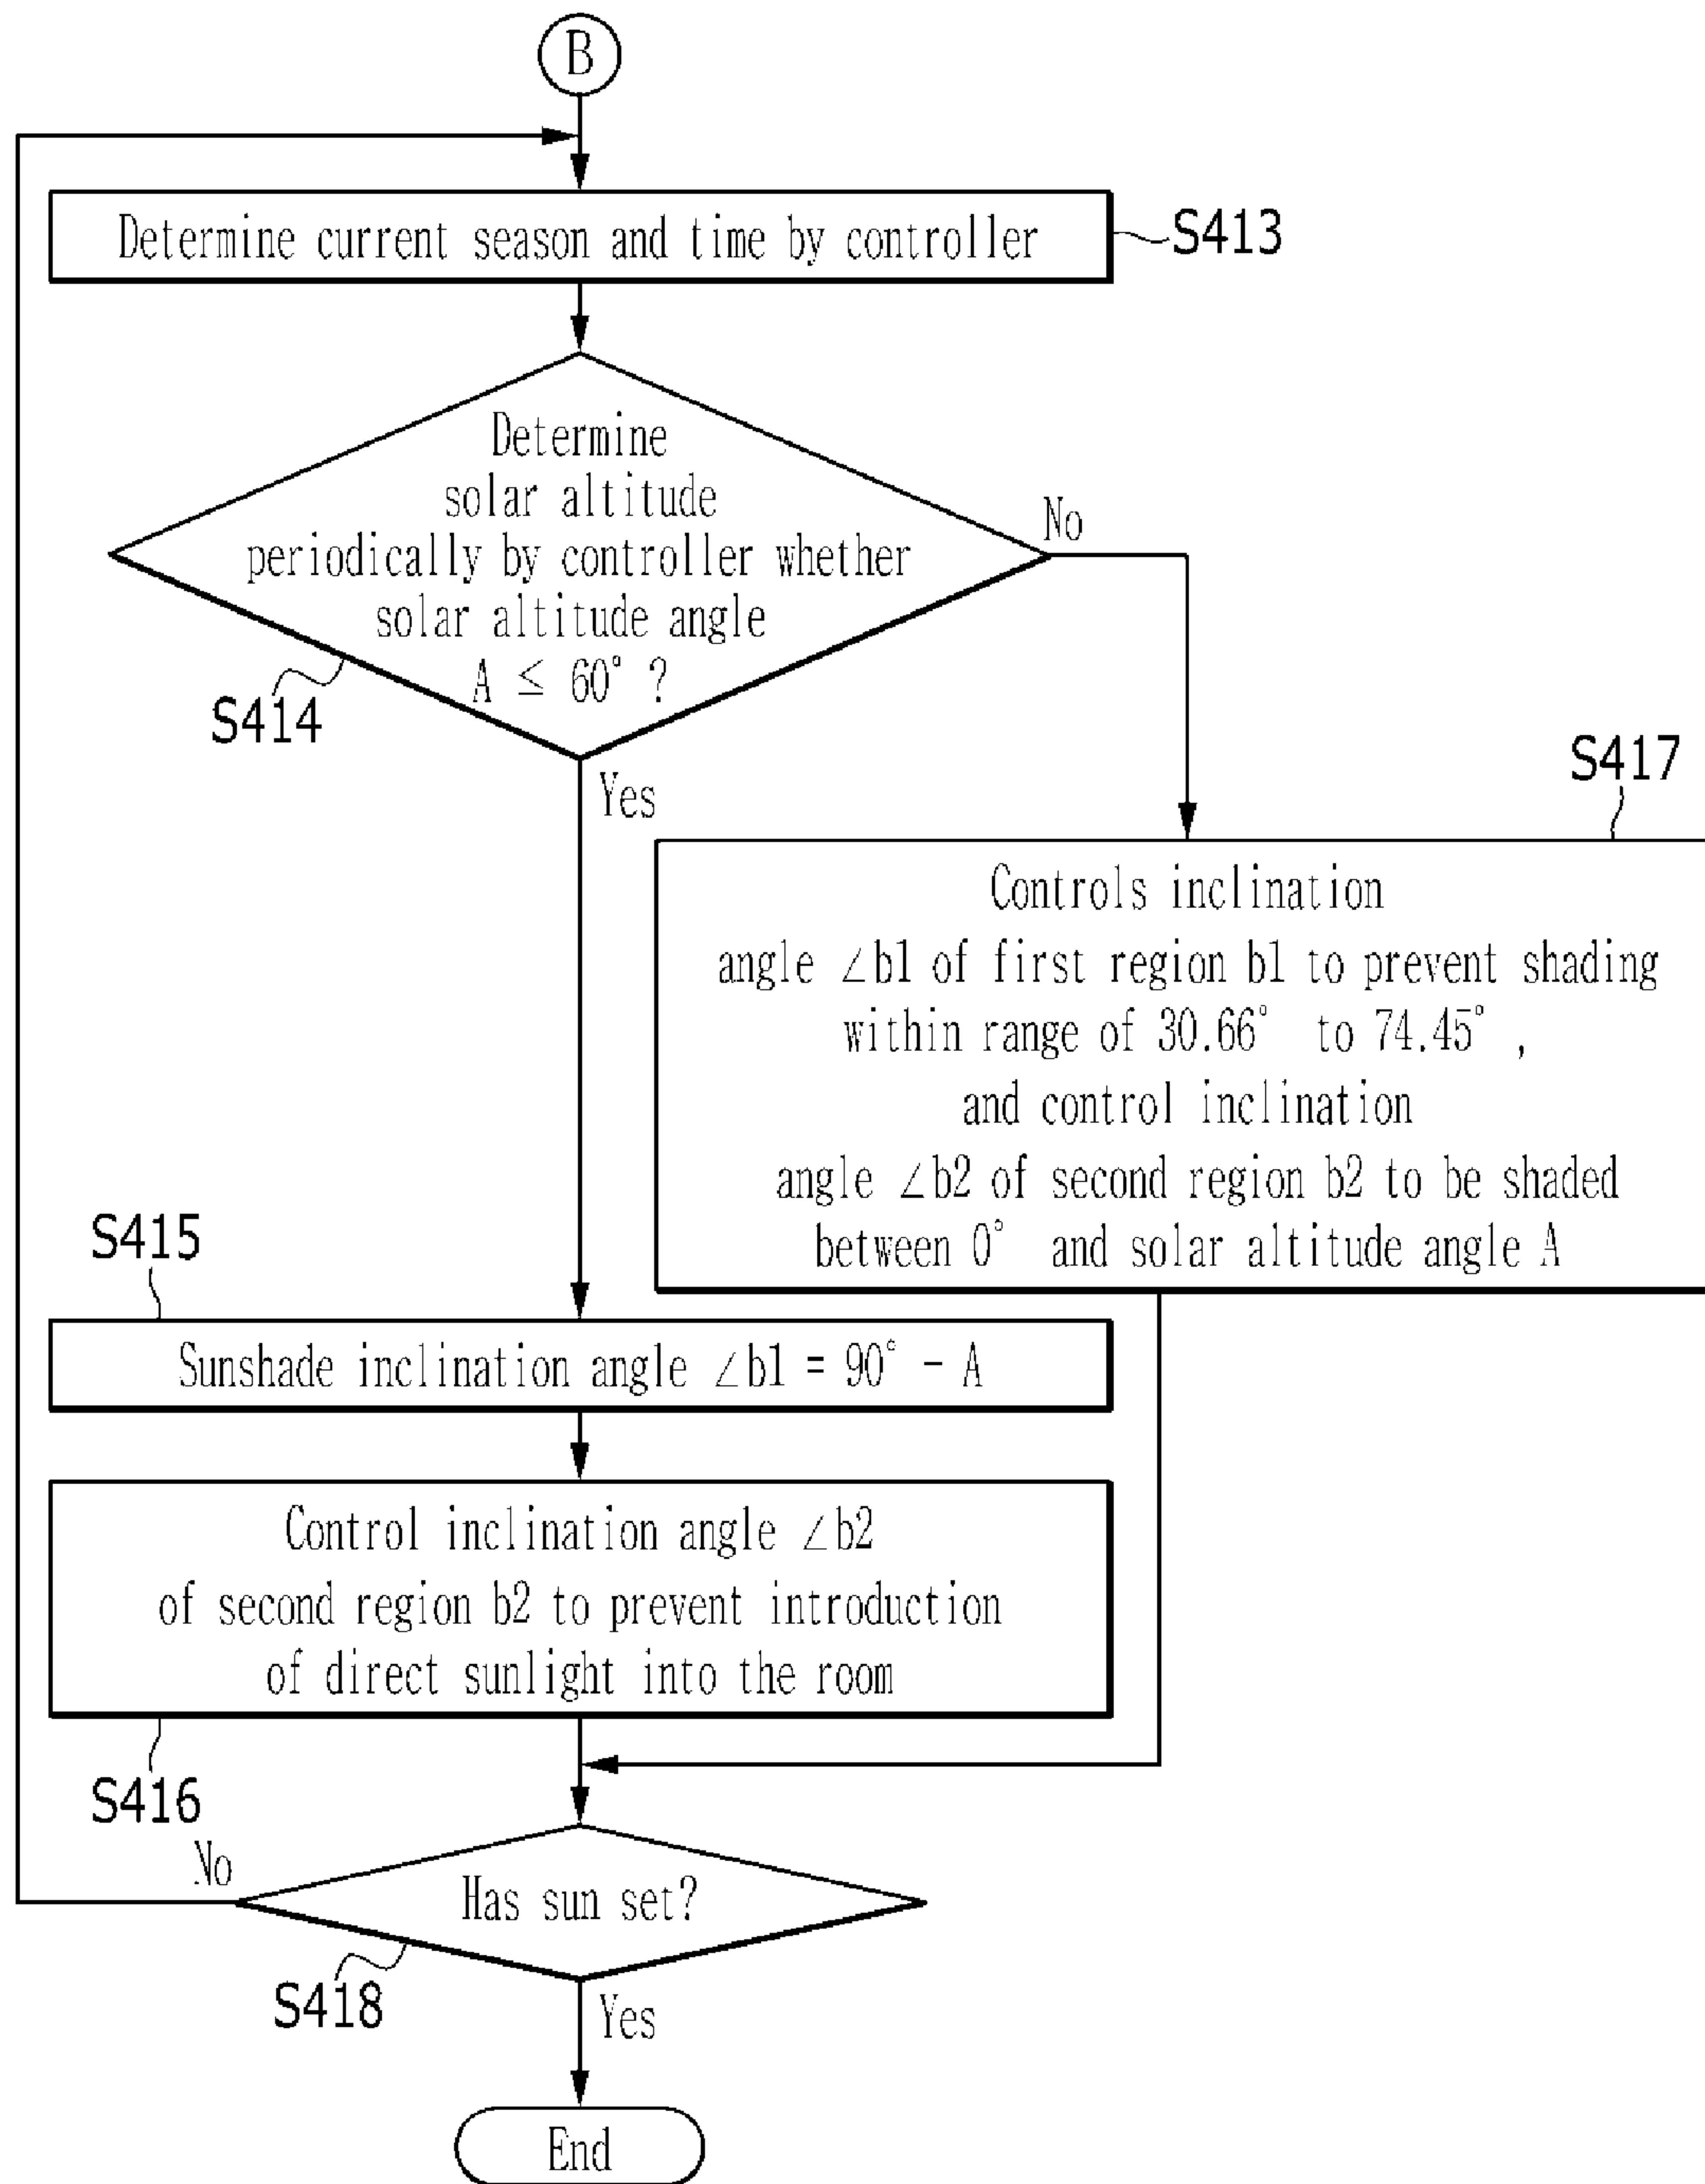 B
Determine current season and time by controller
S413
Determine
solar altitude
periodically by controller whether
solar altitude angle
A ≤ 60° ?
No
S414
Yes
S417
Controls inclination
angle ∠b1 of first region b1 to prevent shading
within range of 30.66° to 74.45° ,
and control inclination
angle ∠b2 of second region b2 to be shaded
between 0° and solar altitude angle A
S415
Sunshade inclination angle ∠b1 = 90° - A
Control inclination angle ∠b2
of second region b2 to prevent introduction
of direct sunlight into the room
S416
No
Has sun set?
S418
Yes
End